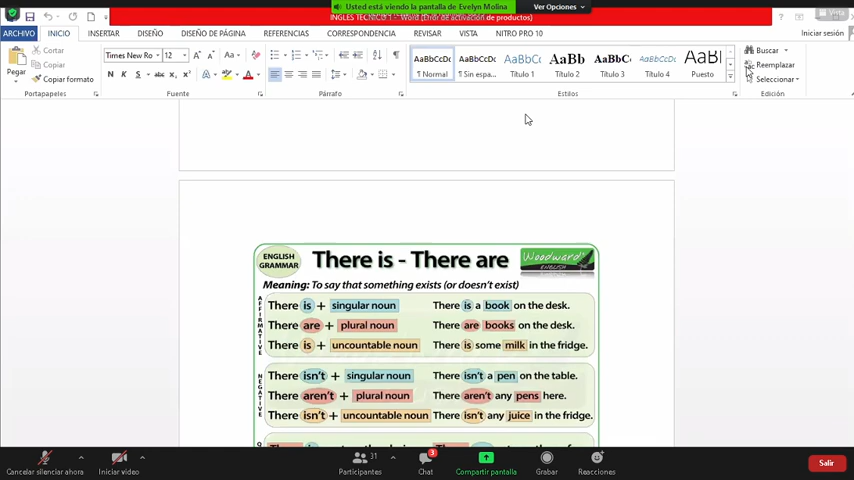 Usted está viendo la pantalla de Evelyn Molina
Ver Opciones
Vista
INGLES TECNICO 1 - Word (Error de activación de productos)
ARCHIVO INICIO INSERTAR DISEÑO DISEÑO DE PÁGINA REFERENCIAS CORRESPONDENCIA REVISAR VISTA NITRO PRO 10 Iniciar sesión
Pegar
Cortar
Copiar
Copiar formato
Portapapeles
Times New Ro 12
N K S abc x₂ x²
Fuente
Párrafo
AaBbCcDc AaBbCcDc AaBbCc AaBb AaBbC AaBbCcDc AaBl
¶ Normal ¶ Sin espa... Título 1 Título 2 Título 3 Título 4 Puesto
Estilos
Buscar
Reemplazar
Seleccionar
Edición
ENGLISH GRAMMAR
There is - There are
Woodward
ENGLISH
Meaning: To say that something exists (or doesn't exist)
AFFIRMATIVE
There is + singular noun There is a book on the desk.
There are + plural noun There are books on the desk.
There is + uncountable noun There is some milk in the fridge.
NEGATIVE
There isn't + singular noun There isn't a pen on the table.
There aren't + plural noun There aren't any pens here.
There isn't + uncountable noun There isn't any juice in the fridge.
Cancelar silenciar ahora
Iniciar video
31
Participantes
3
Chat
Compartir pantalla
Grabar
Reacciones
Salir